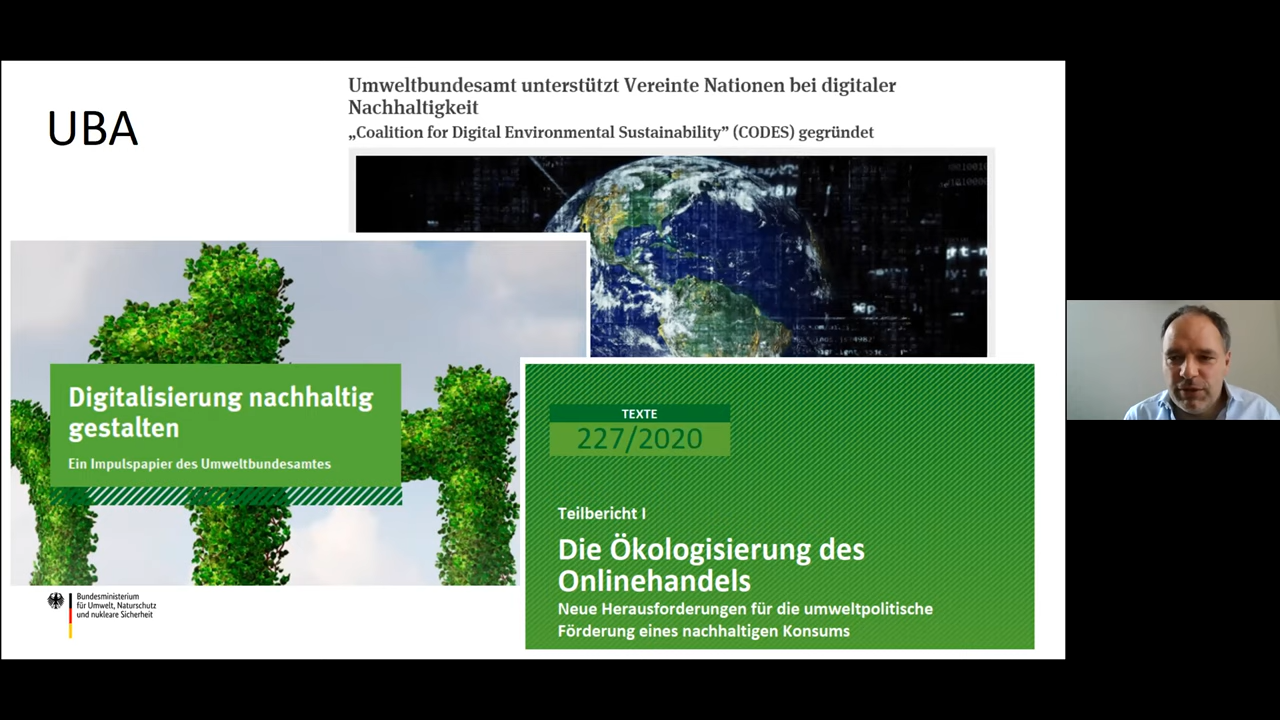 UBA
Umweltbundesamt unterstützt Vereinte Nationen bei digitaler
Nachhaltigkeit
„Coalition for Digital Environmental Sustainability” (CODES) gegründet
Digitalisierung nachhaltig
gestalten
Ein Impulspapier des Umweltbundesamtes
TEXTE
227/2020
Teilbericht I
Die Ökologisierung des
Onlinehandels
Neue Herausforderungen für die umweltpolitische
Förderung eines nachhaltigen Konsums
Bundesministerium
für Umwelt, Naturschutz
und nukleare Sicherheit